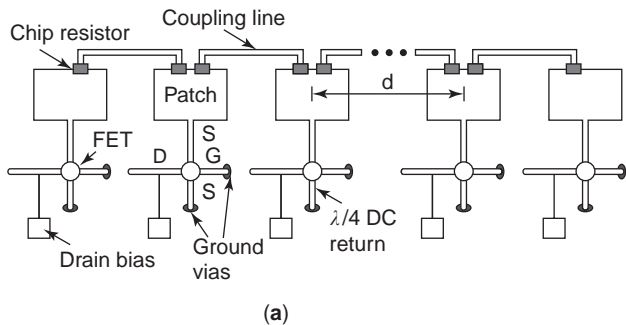 Coupling line
Chip resistor
Patch
d
FET
S
D
G
S
λ/4 DC
return
Ground
vias
Drain bias
(a)